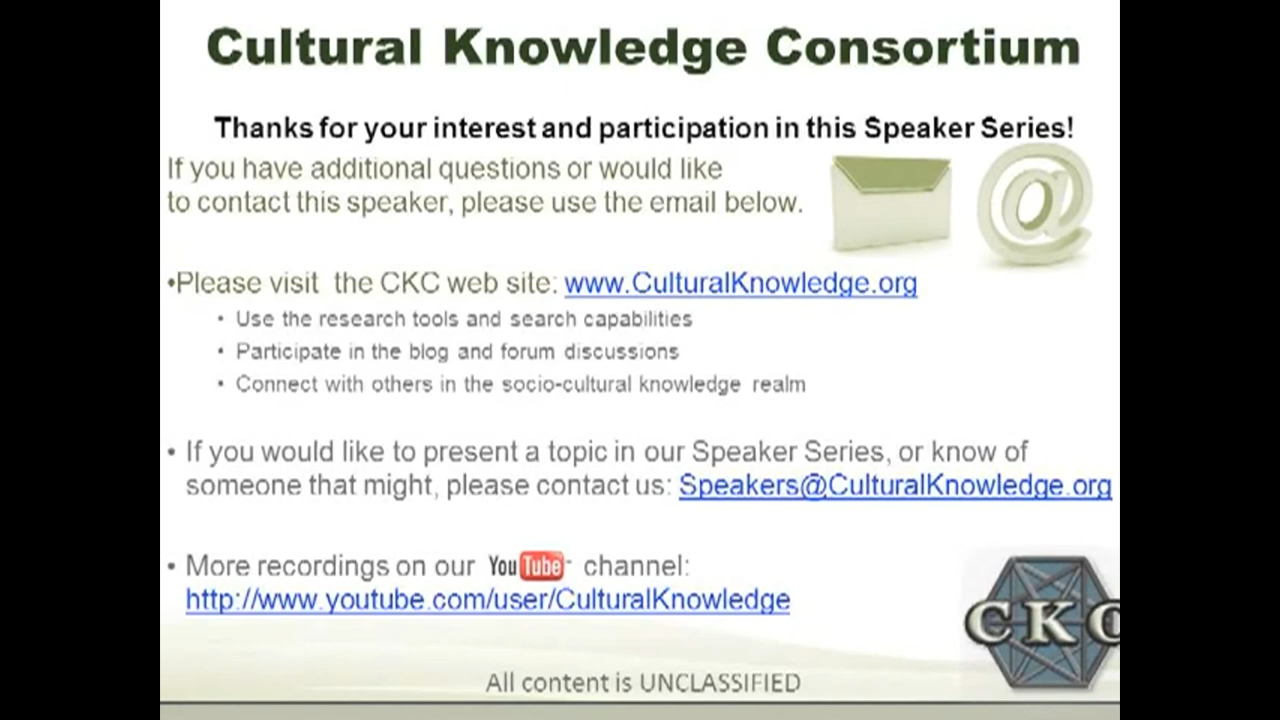 Cultural Knowledge Consortium
Thanks for your interest and participation in this Speaker Series!
If you have additional questions or would like
to contact this speaker, please use the email below.
•Please visit the CKC web site: www.CulturalKnowledge.org
• Use the research tools and search capabilities
• Participate in the blog and forum discussions
• Connect with others in the socio-cultural knowledge realm
• If you would like to present a topic in our Speaker Series, or know of
someone that might, please contact us: Speakers@CulturalKnowledge.org
• More recordings on our YouTube channel:
http://www.youtube.com/user/CulturalKnowledge
CKC
All content is UNCLASSIFIED